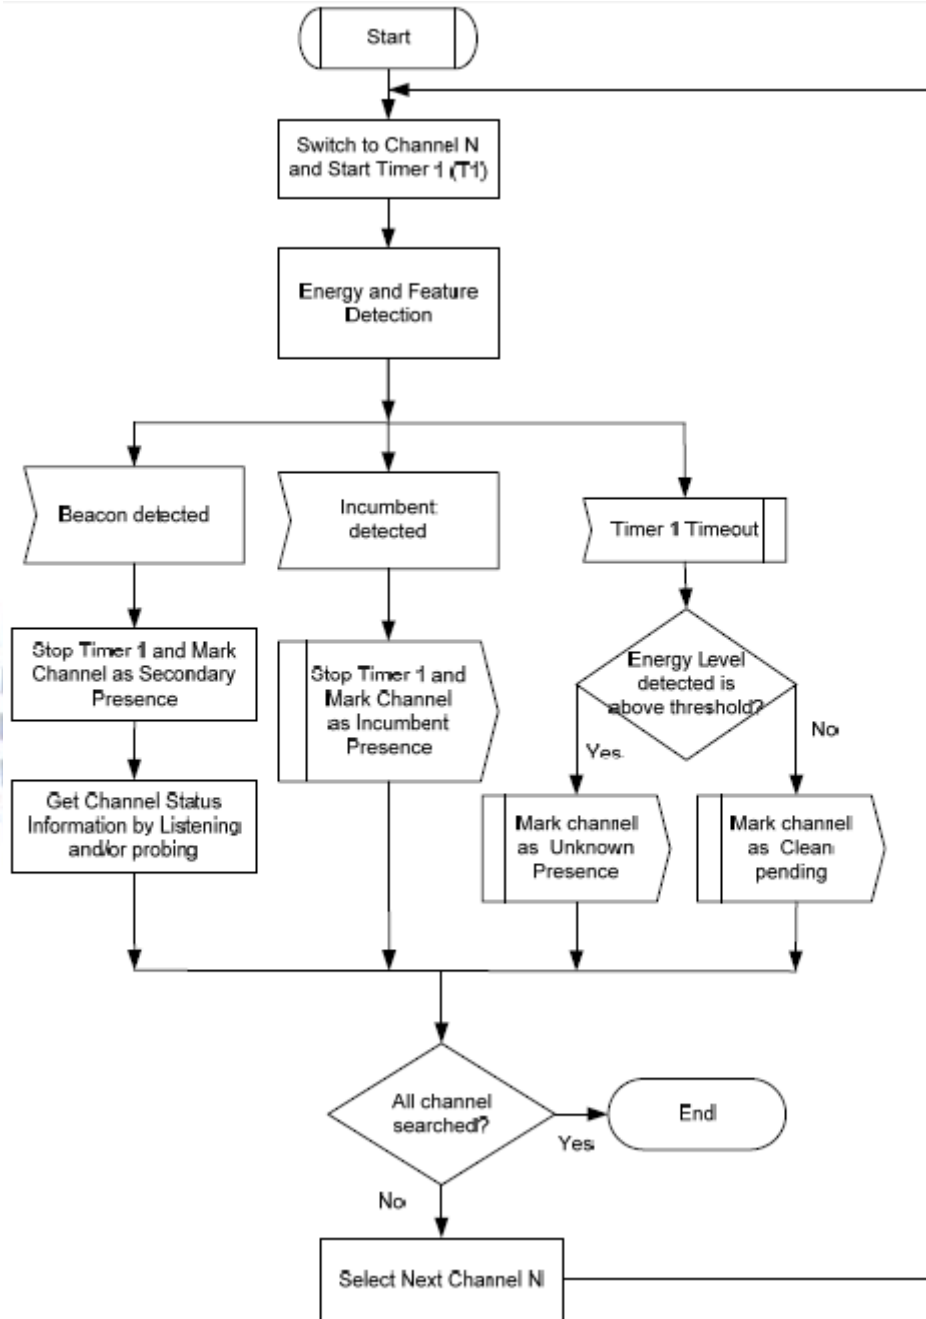 Start
Switch to Channel N
and Start Timer 1 (T1)
Energy and Feature
Detection
Beacon detected
Incumbent
detected
Timer 1 Timeout
Stop Timer 1 and Mark
Channel as Secondary
Presence
Stop Timer 1 and
Mark Channel
as Incumbent
Presence
Energy Level
detected is
above threshold?
Yes
No
Get Channel Status
Information by Listening
and/or probing
Mark channel
as Unknown
Presence
Mark channel
as Clean
pending
All channel
searched?
Yes
End
No
Select Next Channel N